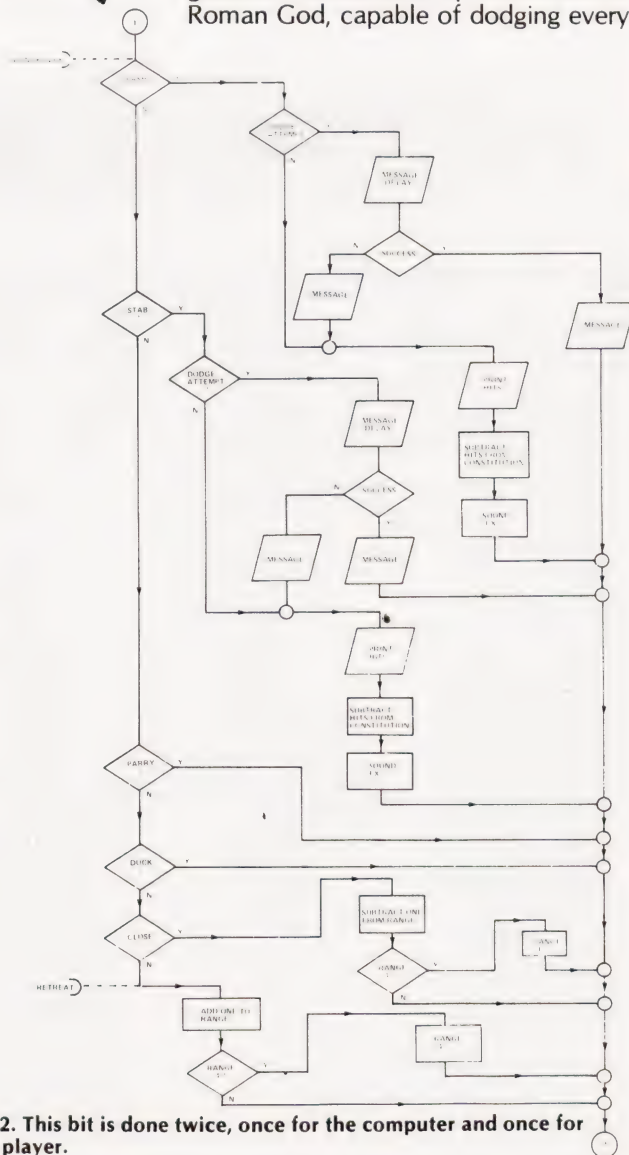 Roman God, capable of dodging every
MESSAGE
DELAY
SUCCESS
N
Y
MESSAGE
MESSAGE
STAB
Y
N
DODGE
ATTEMPT
Y
N
PRINT
HITS
MESSAGE
DELAY
SUBTRACT
HITS FROM
CONSTITUTION
SUCCESS
N
SOUND
FX
MESSAGE
MESSAGE
PRINT
SUBTRACT
HITS FROM
CONSTITUTION
SOUND
FX
PARRY
Y
N
DUCK
Y
N
SUBTRACT ONE
FROM RANGE
CLOSE
Y
N
RANGE
Y
N
RETREAT
ADD ONE TO
RANGE
RANGE
Y
N
2. This bit is done twice, once for the computer and once for
player.